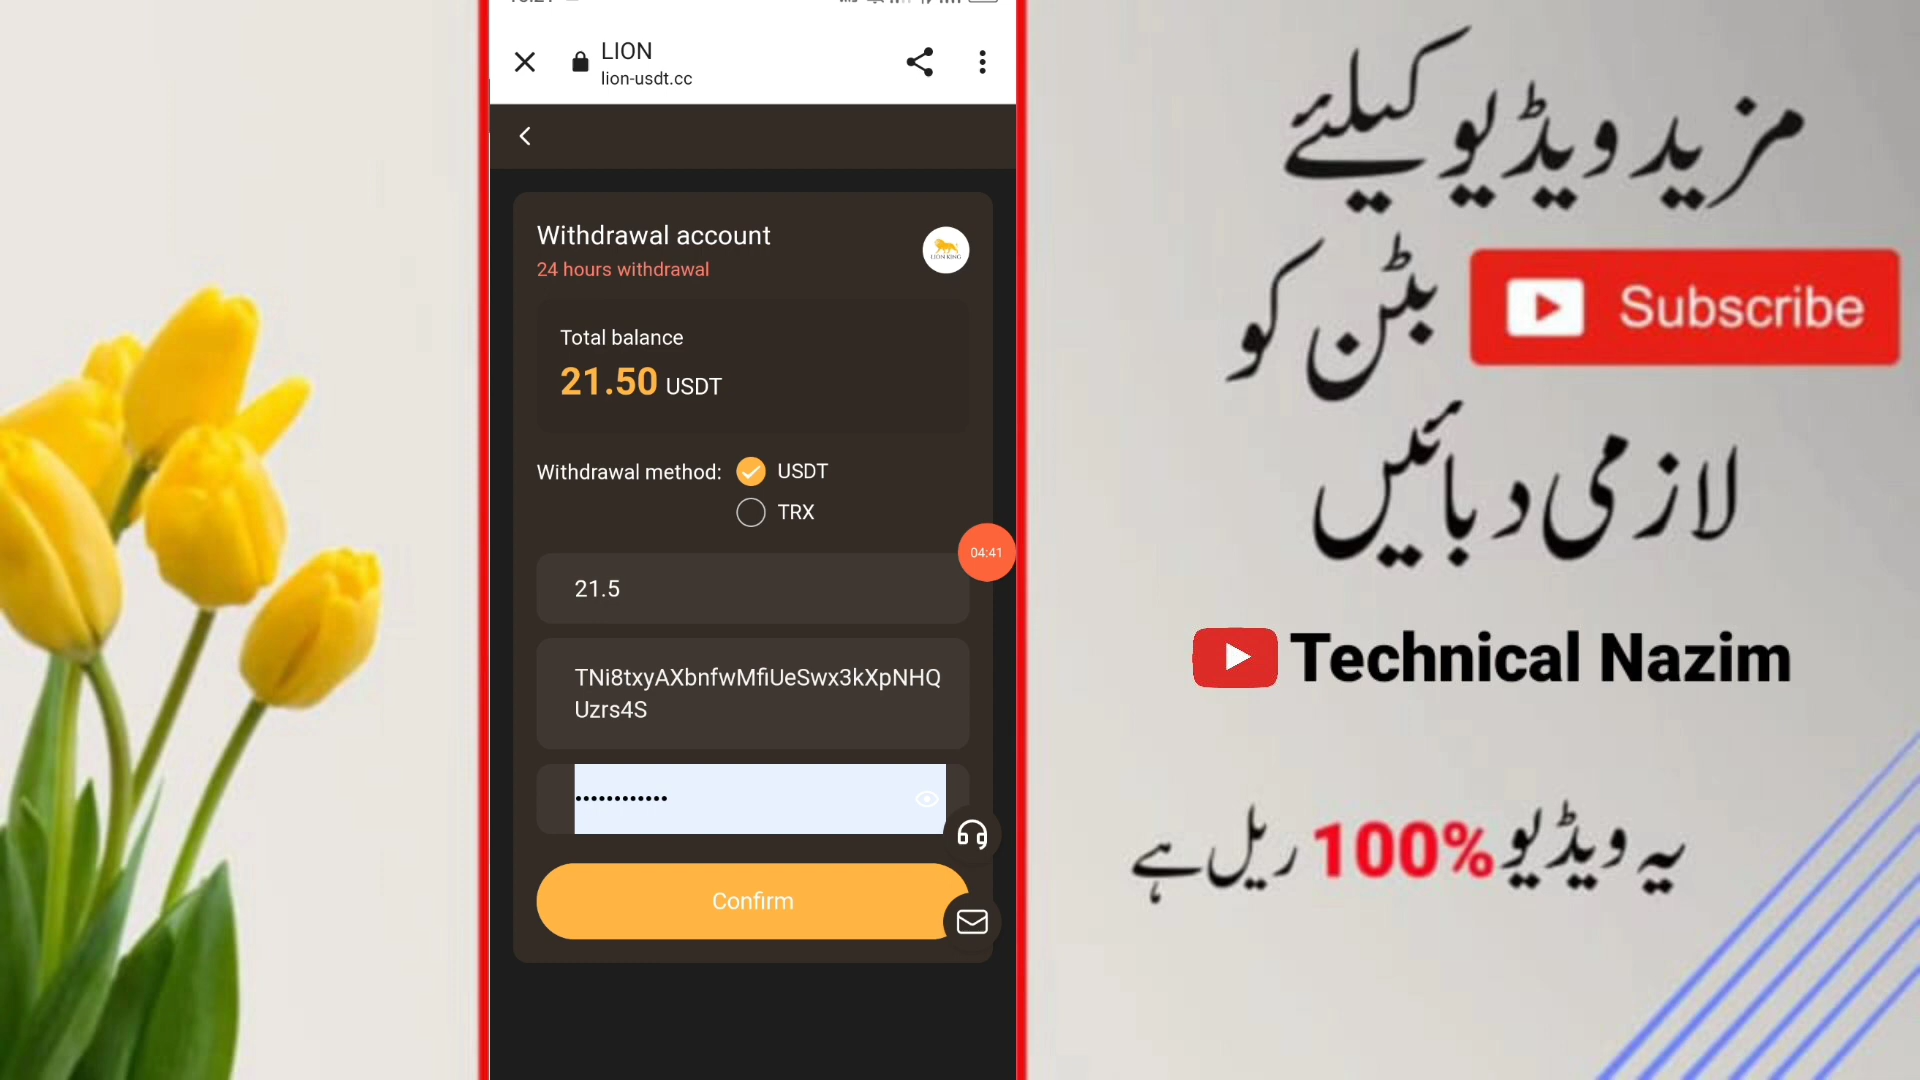 LION
lion-usdt.cc
Withdrawal account
24 hours withdrawal
LION KING
Total balance
21.50 USDT
Withdrawal method:
USDT
TRX
04:41
21.5
TNi8txyAXbnfwMfiUeSwx3kXpNHQ
Uzrs4S
••••••••••••
Confirm
مزید ویڈیو کیلئے
Subscribe بٹن کو
لازمی دبائیں
Technical Nazim
یہ ویڈیو 100% ریل ہے